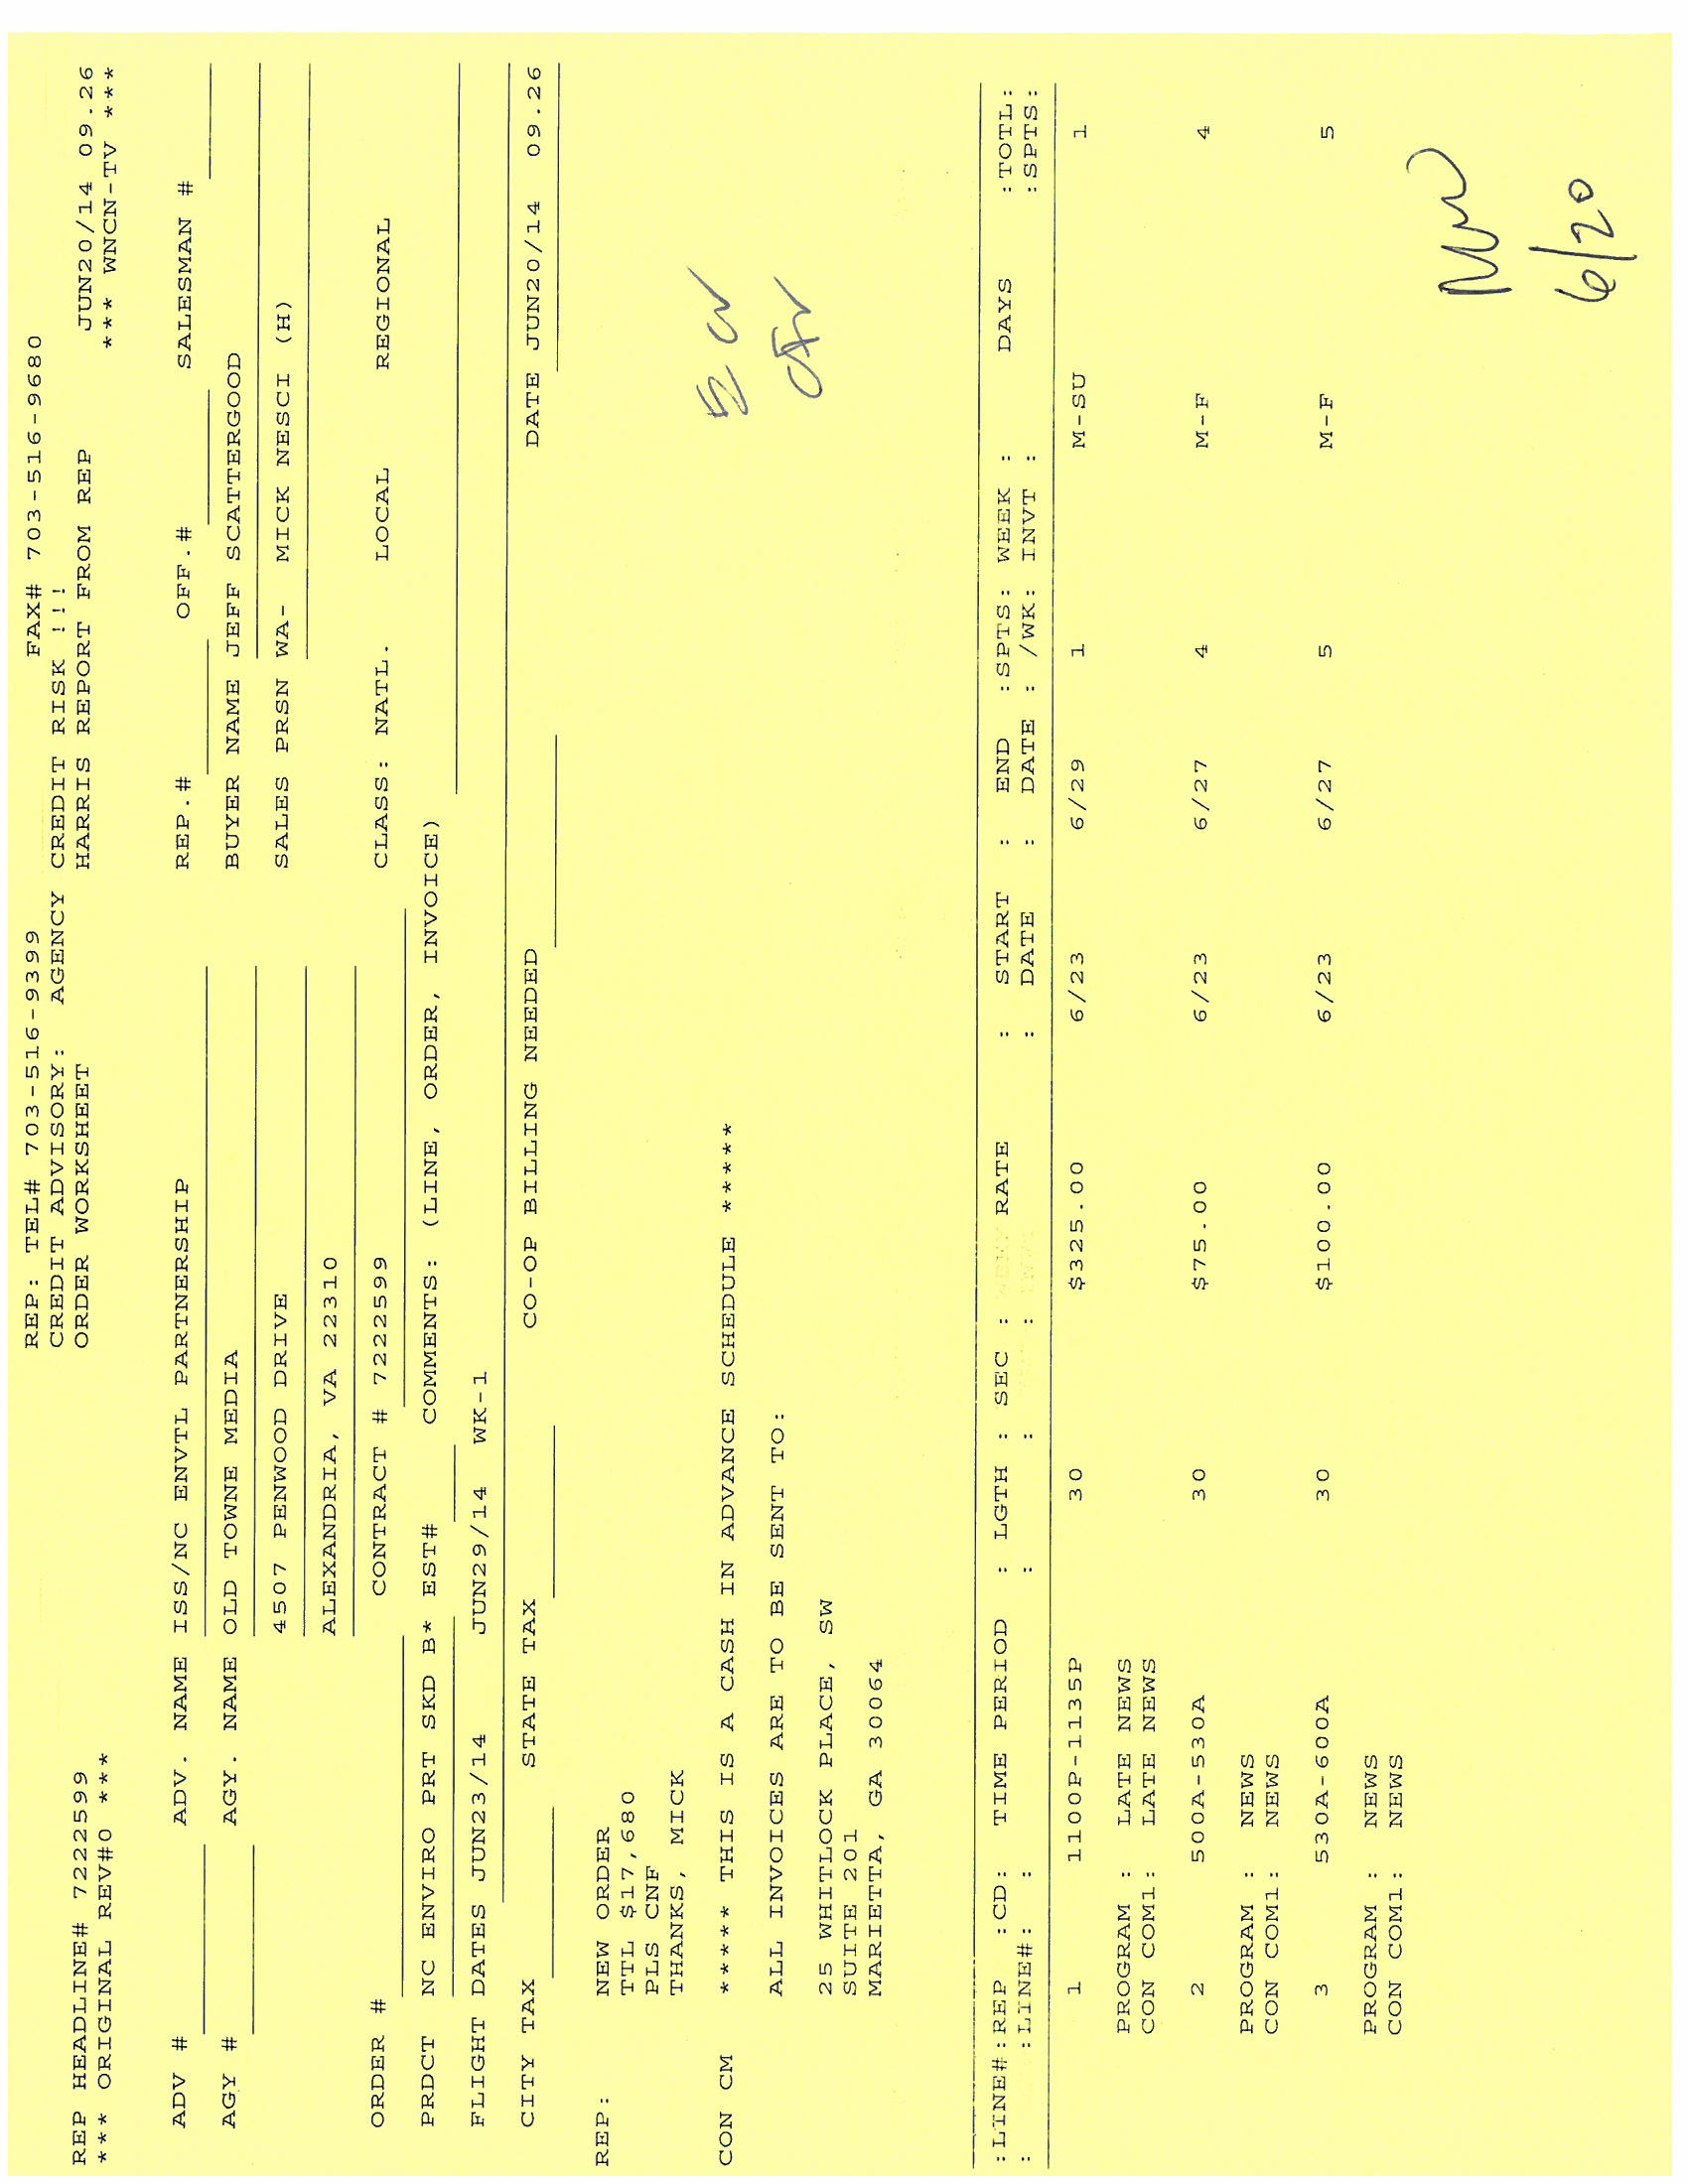 REP: TEL# 703-516-9399 FAX# 703-516-9680
CREDIT ADVISORY: AGENCY CREDIT RISK !!!
REP HEADLINE# 7222599 ORDER WORKSHEET HARRIS REPORT FROM REP JUN20/14 09.26
*** ORIGINAL REV#0 *** *** WNCN-TV ***
ADV # ADV. NAME ISS/NC ENVTL PARTNERSHIP REP.# OFF.# SALESMAN #
AGY # AGY. NAME OLD TOWNE MEDIA BUYER NAME JEFF SCATTERGOOD
4507 PENWOOD DRIVE SALES PRSN WA- MICK NESCI (H)
ALEXANDRIA, VA 22310
ORDER # CONTRACT # 7222599 CLASS: NATL. LOCAL REGIONAL
PRDCT NC ENVIRO PRT SKD B* EST# COMMENTS: (LINE, ORDER, INVOICE)
FLIGHT DATES JUN23/14 JUN29/14 WK-1
CITY TAX STATE TAX CO-OP BILLING NEEDED DATE JUN20/14 09.26
REP: NEW ORDER
TTL $17,680
PLS CNF
THANKS, MICK
CON CM ***** THIS IS A CASH IN ADVANCE SCHEDULE *****
ALL INVOICES ARE TO BE SENT TO:
25 WHITLOCK PLACE, SW
SUITE 201
MARIETTA, GA 30064
:LINE#:REP :CD: TIME PERIOD : LGTH : SEC : RATE : START : END :SPTS: WEEK : DAYS :TOTL:
: :LINE#: : : : : DATE : DATE : /WK: INVT : :SPTS:
1 1100P-1135P 30 $325.00 6/23 6/29 1 M-SU 1
PROGRAM : LATE NEWS
CON COM1: LATE NEWS
2 500A-530A 30 $75.00 6/23 6/27 4 M-F 4
PROGRAM : NEWS
CON COM1: NEWS
3 530A-600A 30 $100.00 6/23 6/27 5 M-F 5
PROGRAM : NEWS
CON COM1: NEWS
6/20